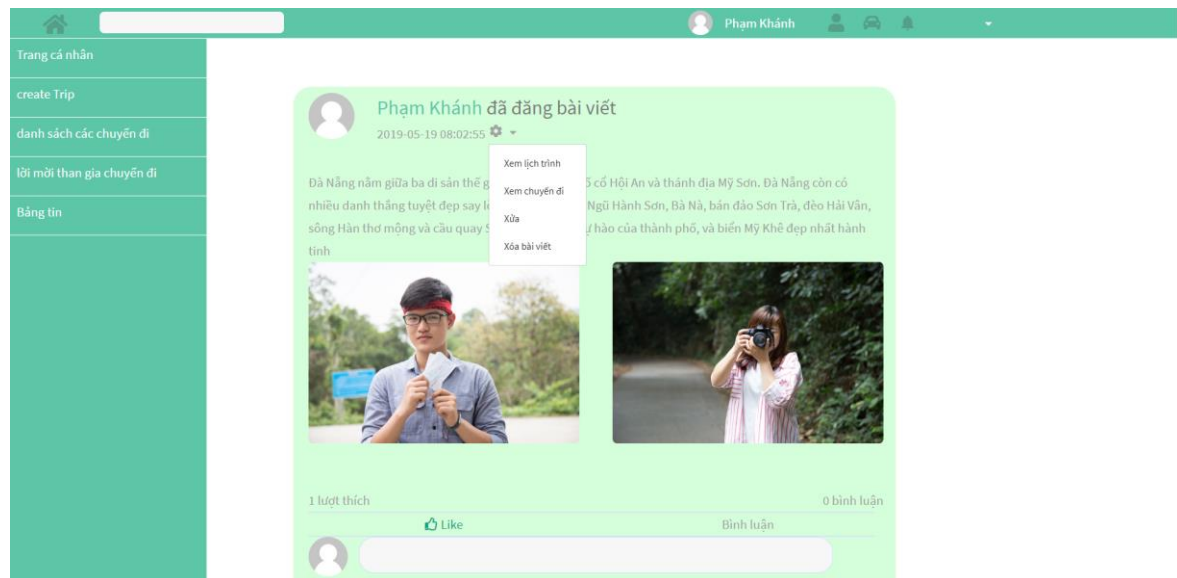 Phạm Khánh
Trang cá nhân
create Trip
danh sách các chuyến đi
lời mời than gia chuyến đi
Bảng tin
Phạm Khánh đã đăng bài viết
2019-05-19 08:02:55
Xem lịch trình
Xem chuyến đi
Xửa
Xóa bài viết
Đà Nẵng nằm giữa ba di sản thế cổ Hội An và thánh địa Mỹ Sơn. Đà Nẵng còn có
nhiều danh thắng tuyệt đẹp say Ngũ Hành Sơn, Bà Nà, bán đảo Sơn Trà, đèo Hải Vân,
sông Hàn thơ mộng và cầu quay hào của thành phố, và biển Mỹ Khê đẹp nhất hành
tinh
1 lượt thích
0 bình luận
Like
Bình luận